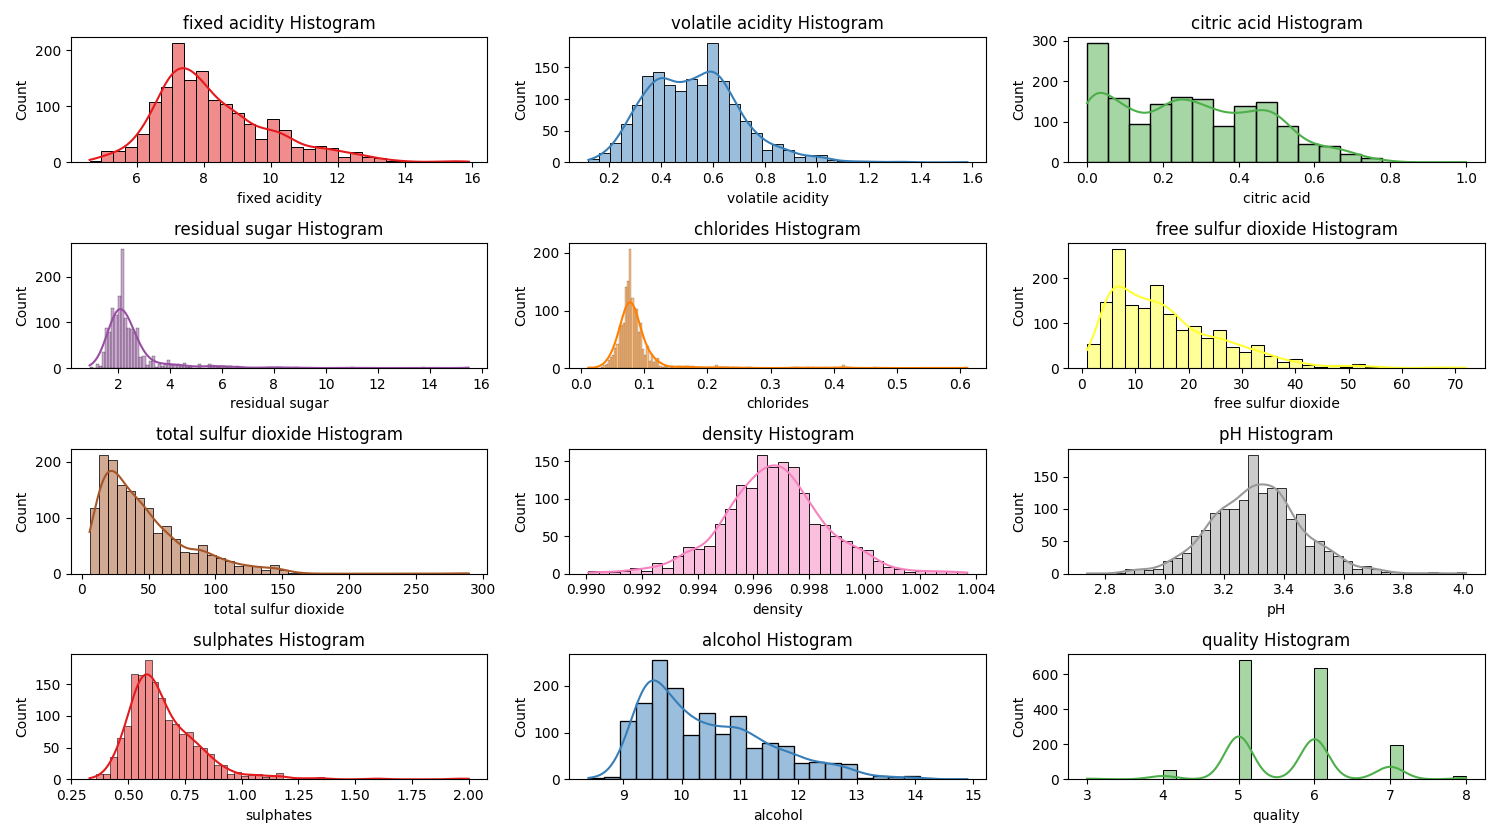 fixed acidity Histogram
200
100
0
Count
6 8 10 12 14 16
fixed acidity
volatile acidity Histogram
150
100
50
0
Count
0.2 0.4 0.6 0.8 1.0 1.2 1.4 1.6
volatile acidity
citric acid Histogram
300
200
100
0
Count
0.0 0.2 0.4 0.6 0.8 1.0
citric acid
residual sugar Histogram
200
100
0
Count
2 4 6 8 10 12 14 16
residual sugar
chlorides Histogram
200
100
0
Count
0.0 0.1 0.2 0.3 0.4 0.5 0.6
chlorides
free sulfur dioxide Histogram
200
100
0
Count
0 10 20 30 40 50 60 70
free sulfur dioxide
total sulfur dioxide Histogram
200
100
0
Count
0 50 100 150 200 250 300
total sulfur dioxide
density Histogram
150
100
50
0
Count
0.990 0.992 0.994 0.996 0.998 1.000 1.002 1.004
density
pH Histogram
150
100
50
0
Count
2.8 3.0 3.2 3.4 3.6 3.8 4.0
pH
sulphates Histogram
150
100
50
0
Count
0.25 0.50 0.75 1.00 1.25 1.50 1.75 2.00
sulphates
alcohol Histogram
200
100
0
Count
9 10 11 12 13 14 15
alcohol
quality Histogram
600
400
200
0
Count
3 4 5 6 7 8
quality